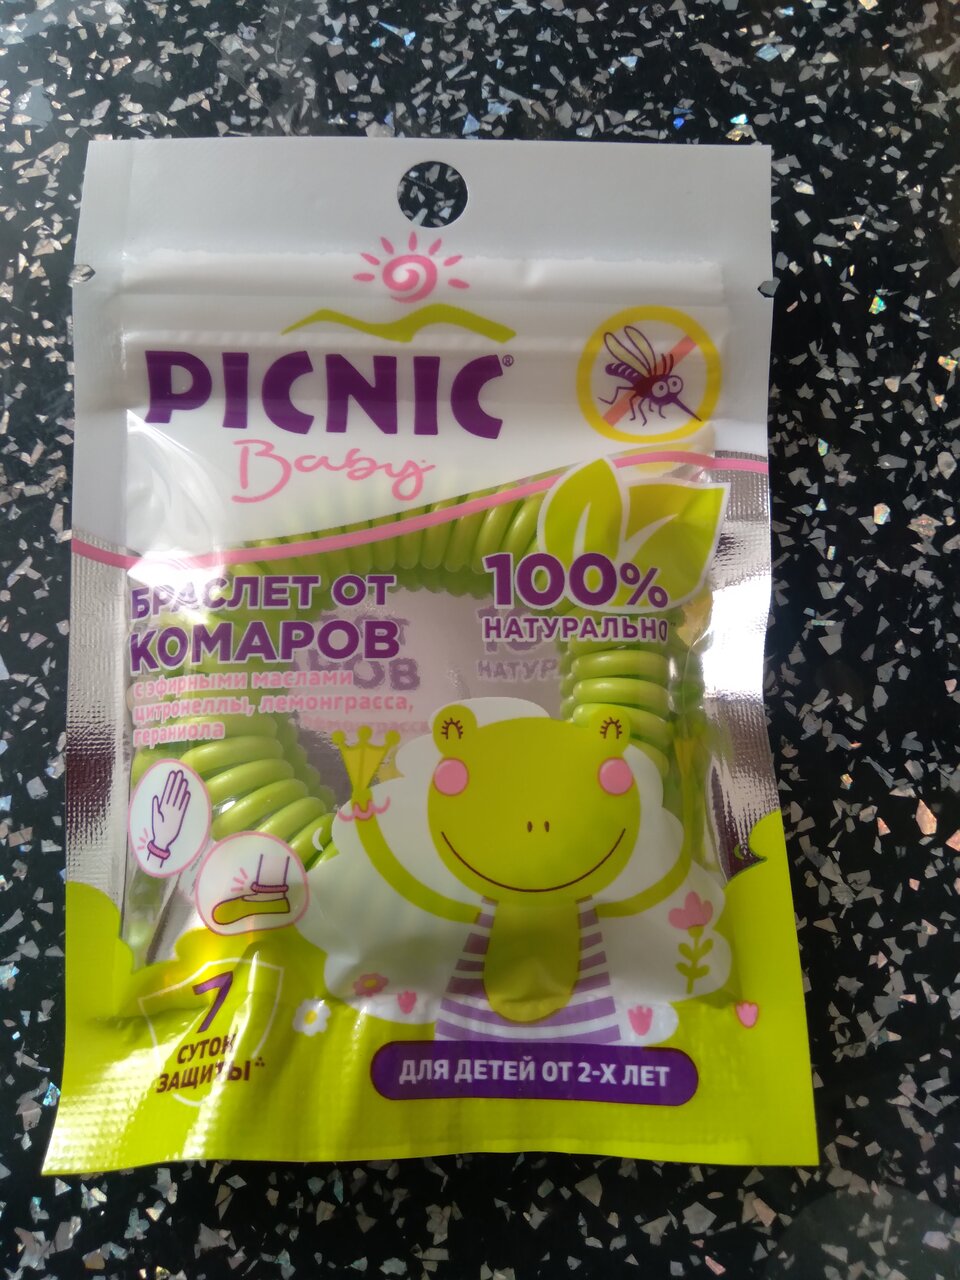 PICNIC®
Baby
БРАСЛЕТ ОТ
КОМАРОВ
с эфирными маслами
цитронеллы, лемонграсса,
гераниола
100%
НАТУРАЛЬНО
7
СУТОК
ЗАЩИТЫ**
ДЛЯ ДЕТЕЙ ОТ 2-Х ЛЕТ